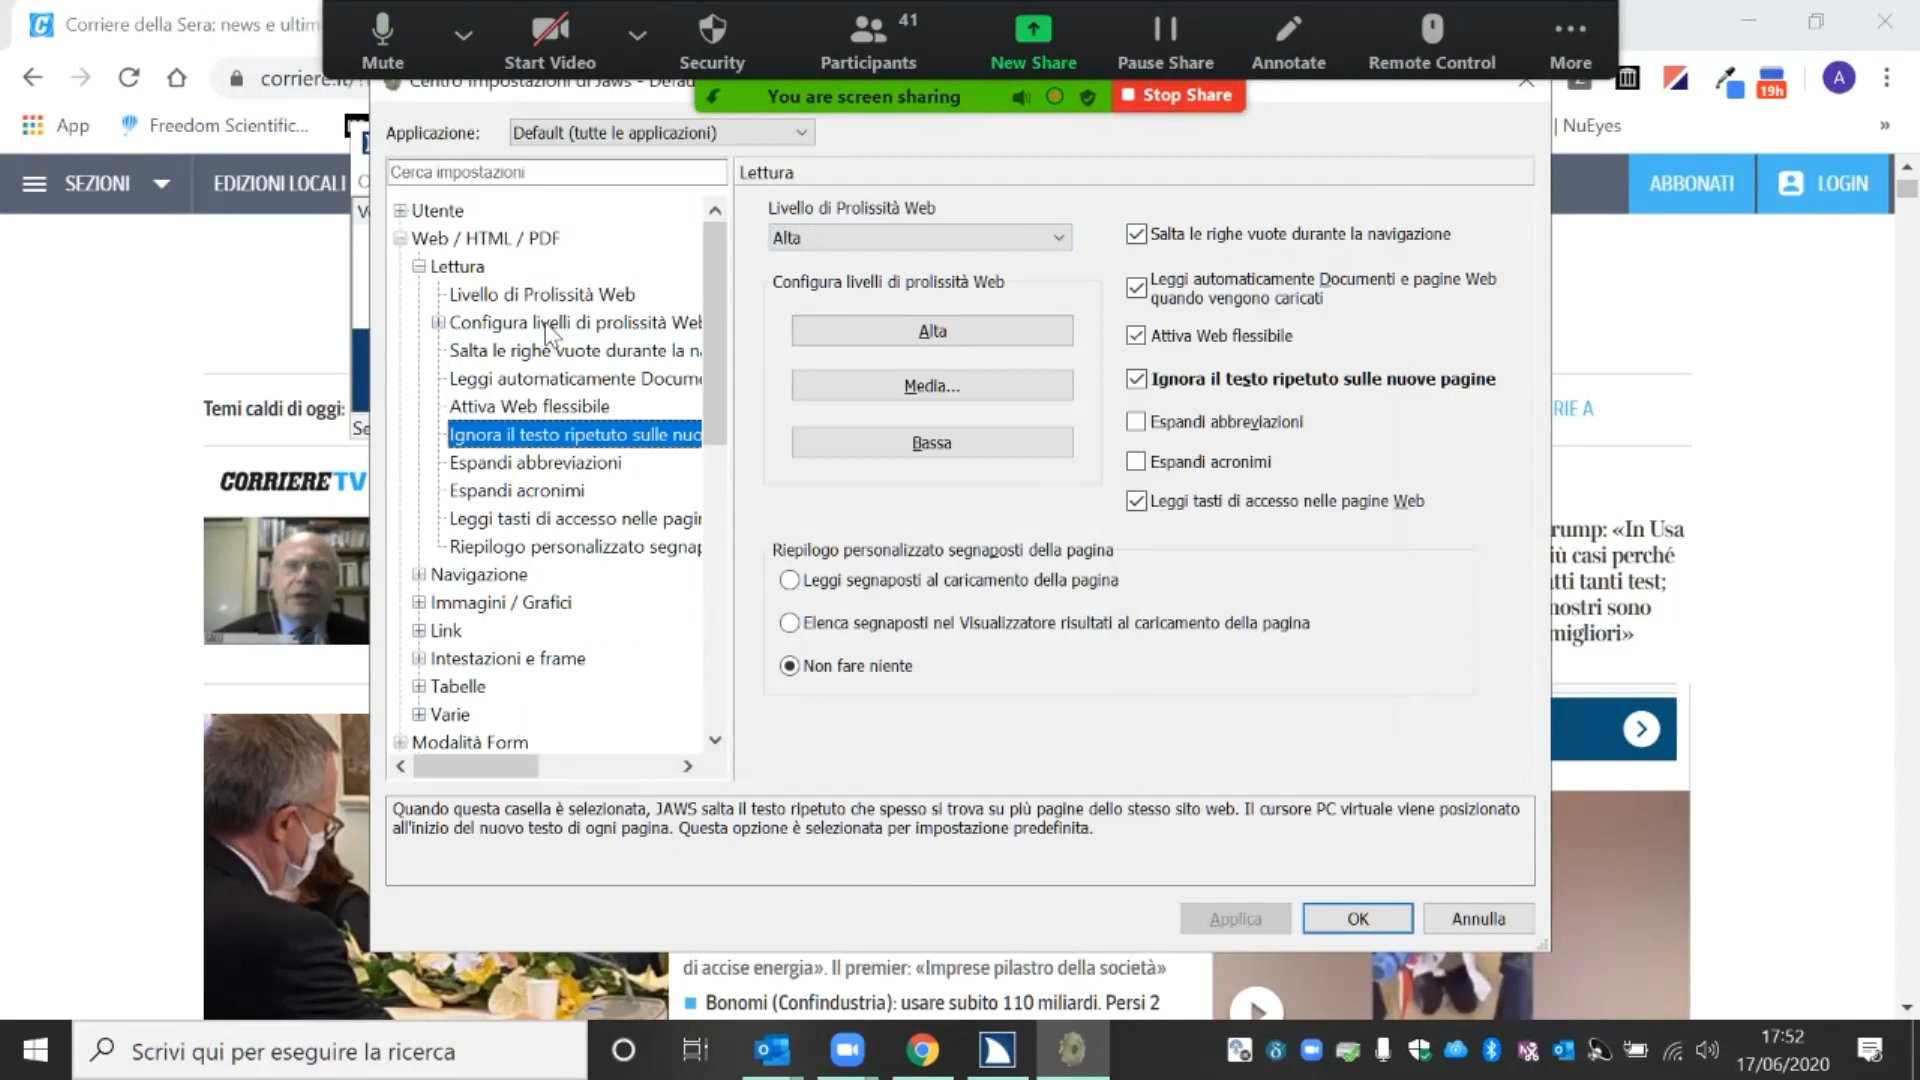 Corriere della Sera: news e ultim
Mute
Start Video
Security
Participants
41
New Share
Pause Share
Annotate
Remote Control
More
You are screen sharing
Stop Share
corriere.it/
19h
A
App
Freedom Scientific...
NuEyes
»
SEZIONI
EDIZIONI LOCALI
ABBONATI
LOGIN
Applicazione:
Default (tutte le applicazioni)
Cerca impostazioni
Utente
Web / HTML / PDF
Lettura
Livello di Prolissità Web
Configura livelli di prolissità Web
Salta le righe vuote durante la na
Leggi automaticamente Docume
Attiva Web flessibile
Ignora il testo ripetuto sulle nuo
Espandi abbreviazioni
Espandi acronimi
Leggi tasti di accesso nelle pagin
Riepilogo personalizzato segnap
Navigazione
Immagini / Grafici
Link
Intestazioni e frame
Tabelle
Varie
Modalità Form
Lettura
Livello di Prolissità Web
Alta
Configura livelli di prolissità Web
Alta
Media...
Bassa
Salta le righe vuote durante la navigazione
Leggi automaticamente Documenti e pagine Web
quando vengono caricati
Attiva Web flessibile
Ignora il testo ripetuto sulle nuove pagine
Espandi abbreviazioni
Espandi acronimi
Leggi tasti di accesso nelle pagine Web
Riepilogo personalizzato segnaposti della pagina
Leggi segnaposti al caricamento della pagina
Elenca segnaposti nel Visualizzatore risultati al caricamento della pagina
Non fare niente
Quando questa casella è selezionata, JAWS salta il testo ripetuto che spesso si trova su più pagine dello stesso sito web. Il cursore PC virtuale viene posizionato
all'inizio del nuovo testo di ogni pagina. Questa opzione è selezionata per impostazione predefinita.
Applica
OK
Annulla
Temi caldi di oggi:
RIE A
CORRIERE TV
rump: «In Usa
iù casi perché
tti tanti test;
nostri sono
migliori»
di accise energia». Il premier: «Imprese pilastro della società»
Bonomi (Confindustria): usare subito 110 miliardi. Persi 2
Scrivi qui per eseguire la ricerca
17:52
17/06/2020